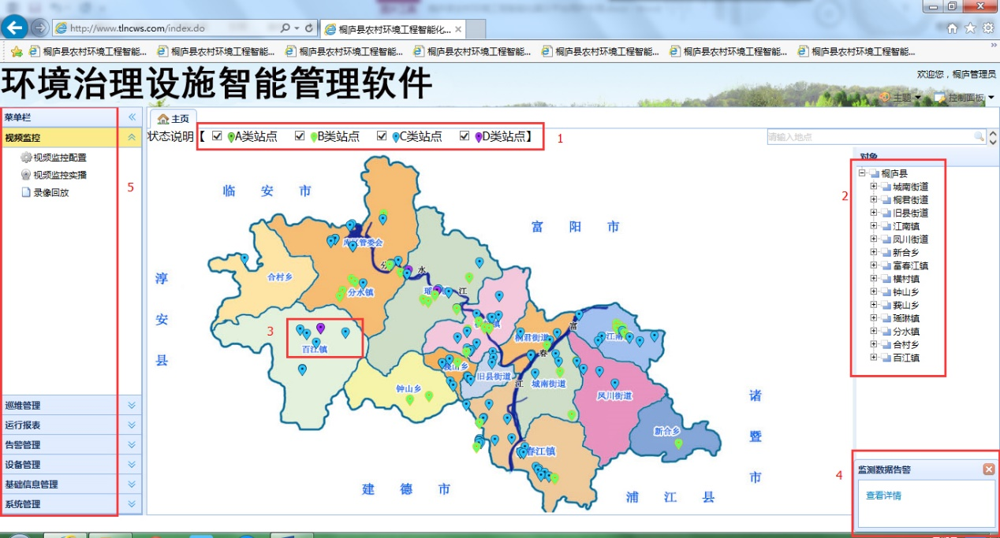 http://www.tlncws.com/index.do
桐庐县农村环境工程智能化...
桐庐县农村环境工程智能... 桐庐县农村环境工程智能... 桐庐县农村环境工程智能... 桐庐县农村环境工程智能... 桐庐县农村环境工程智能... 桐庐县农村环境工程智能... 桐庐县农村环境工程智能...
环境治理设施智能管理软件
欢迎您，桐庐管理员
主题 控制面板
菜单栏
视频监控
视频监控配置
视频监控实播
录像回放
5
巡维管理
运行报表
告警管理
设备管理
基础信息管理
系统管理
主页
状态说明【 A类站点 B类站点 C类站点 D类站点】
1
请输入地点
临安市
富阳市
淳安县
建德市
浦江县
诸暨市
合村乡
分水镇
百江镇
3
钟山乡
旧县街道
桐君街道
城南街道
江南
凤川街道
新合乡
春江镇
分
水
江
富
春
江
2
对象
桐庐县
城南街道
桐君街道
旧县街道
江南镇
凤川街道
新合乡
富春江镇
横村镇
钟山乡
莪山乡
瑶琳镇
分水镇
合村乡
百江镇
4
监测数据告警
查看详情